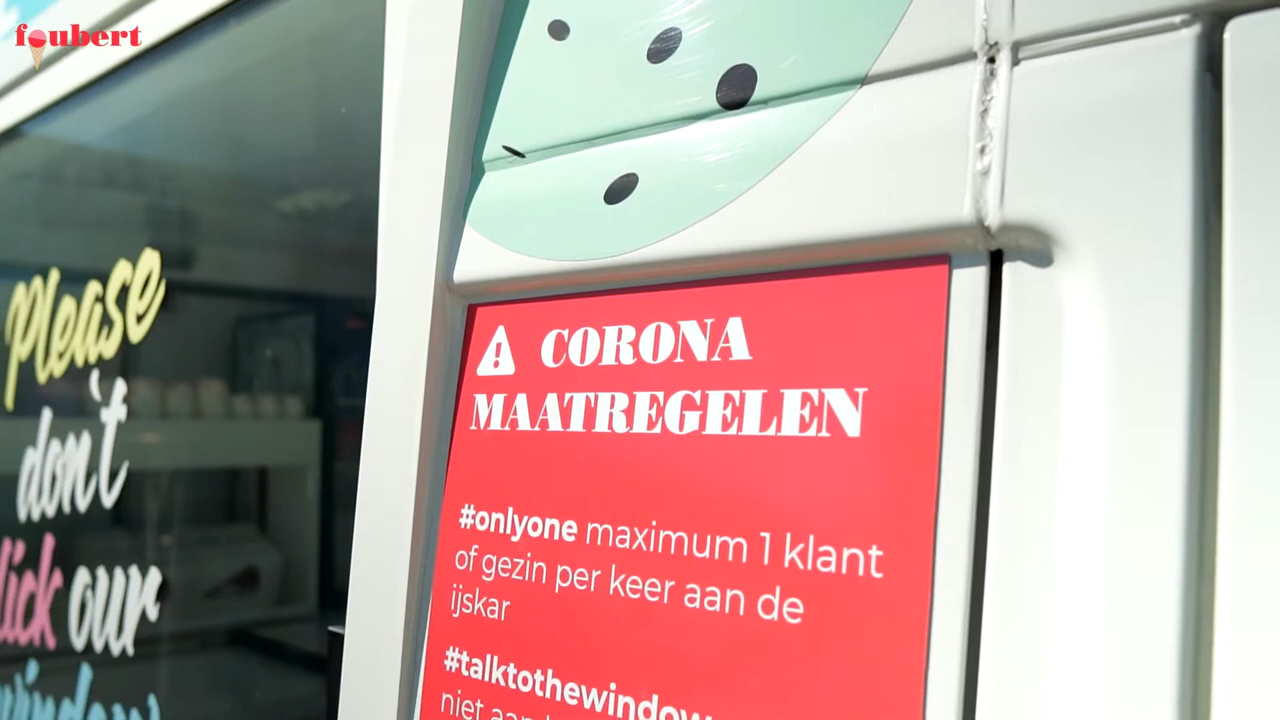 foubert
Please
don't
lick our
window
CORONA
MAATREGELEN
#onlyone maximum 1 klant
of gezin per keer aan de
ijskar
#talktothewindow
niet aan